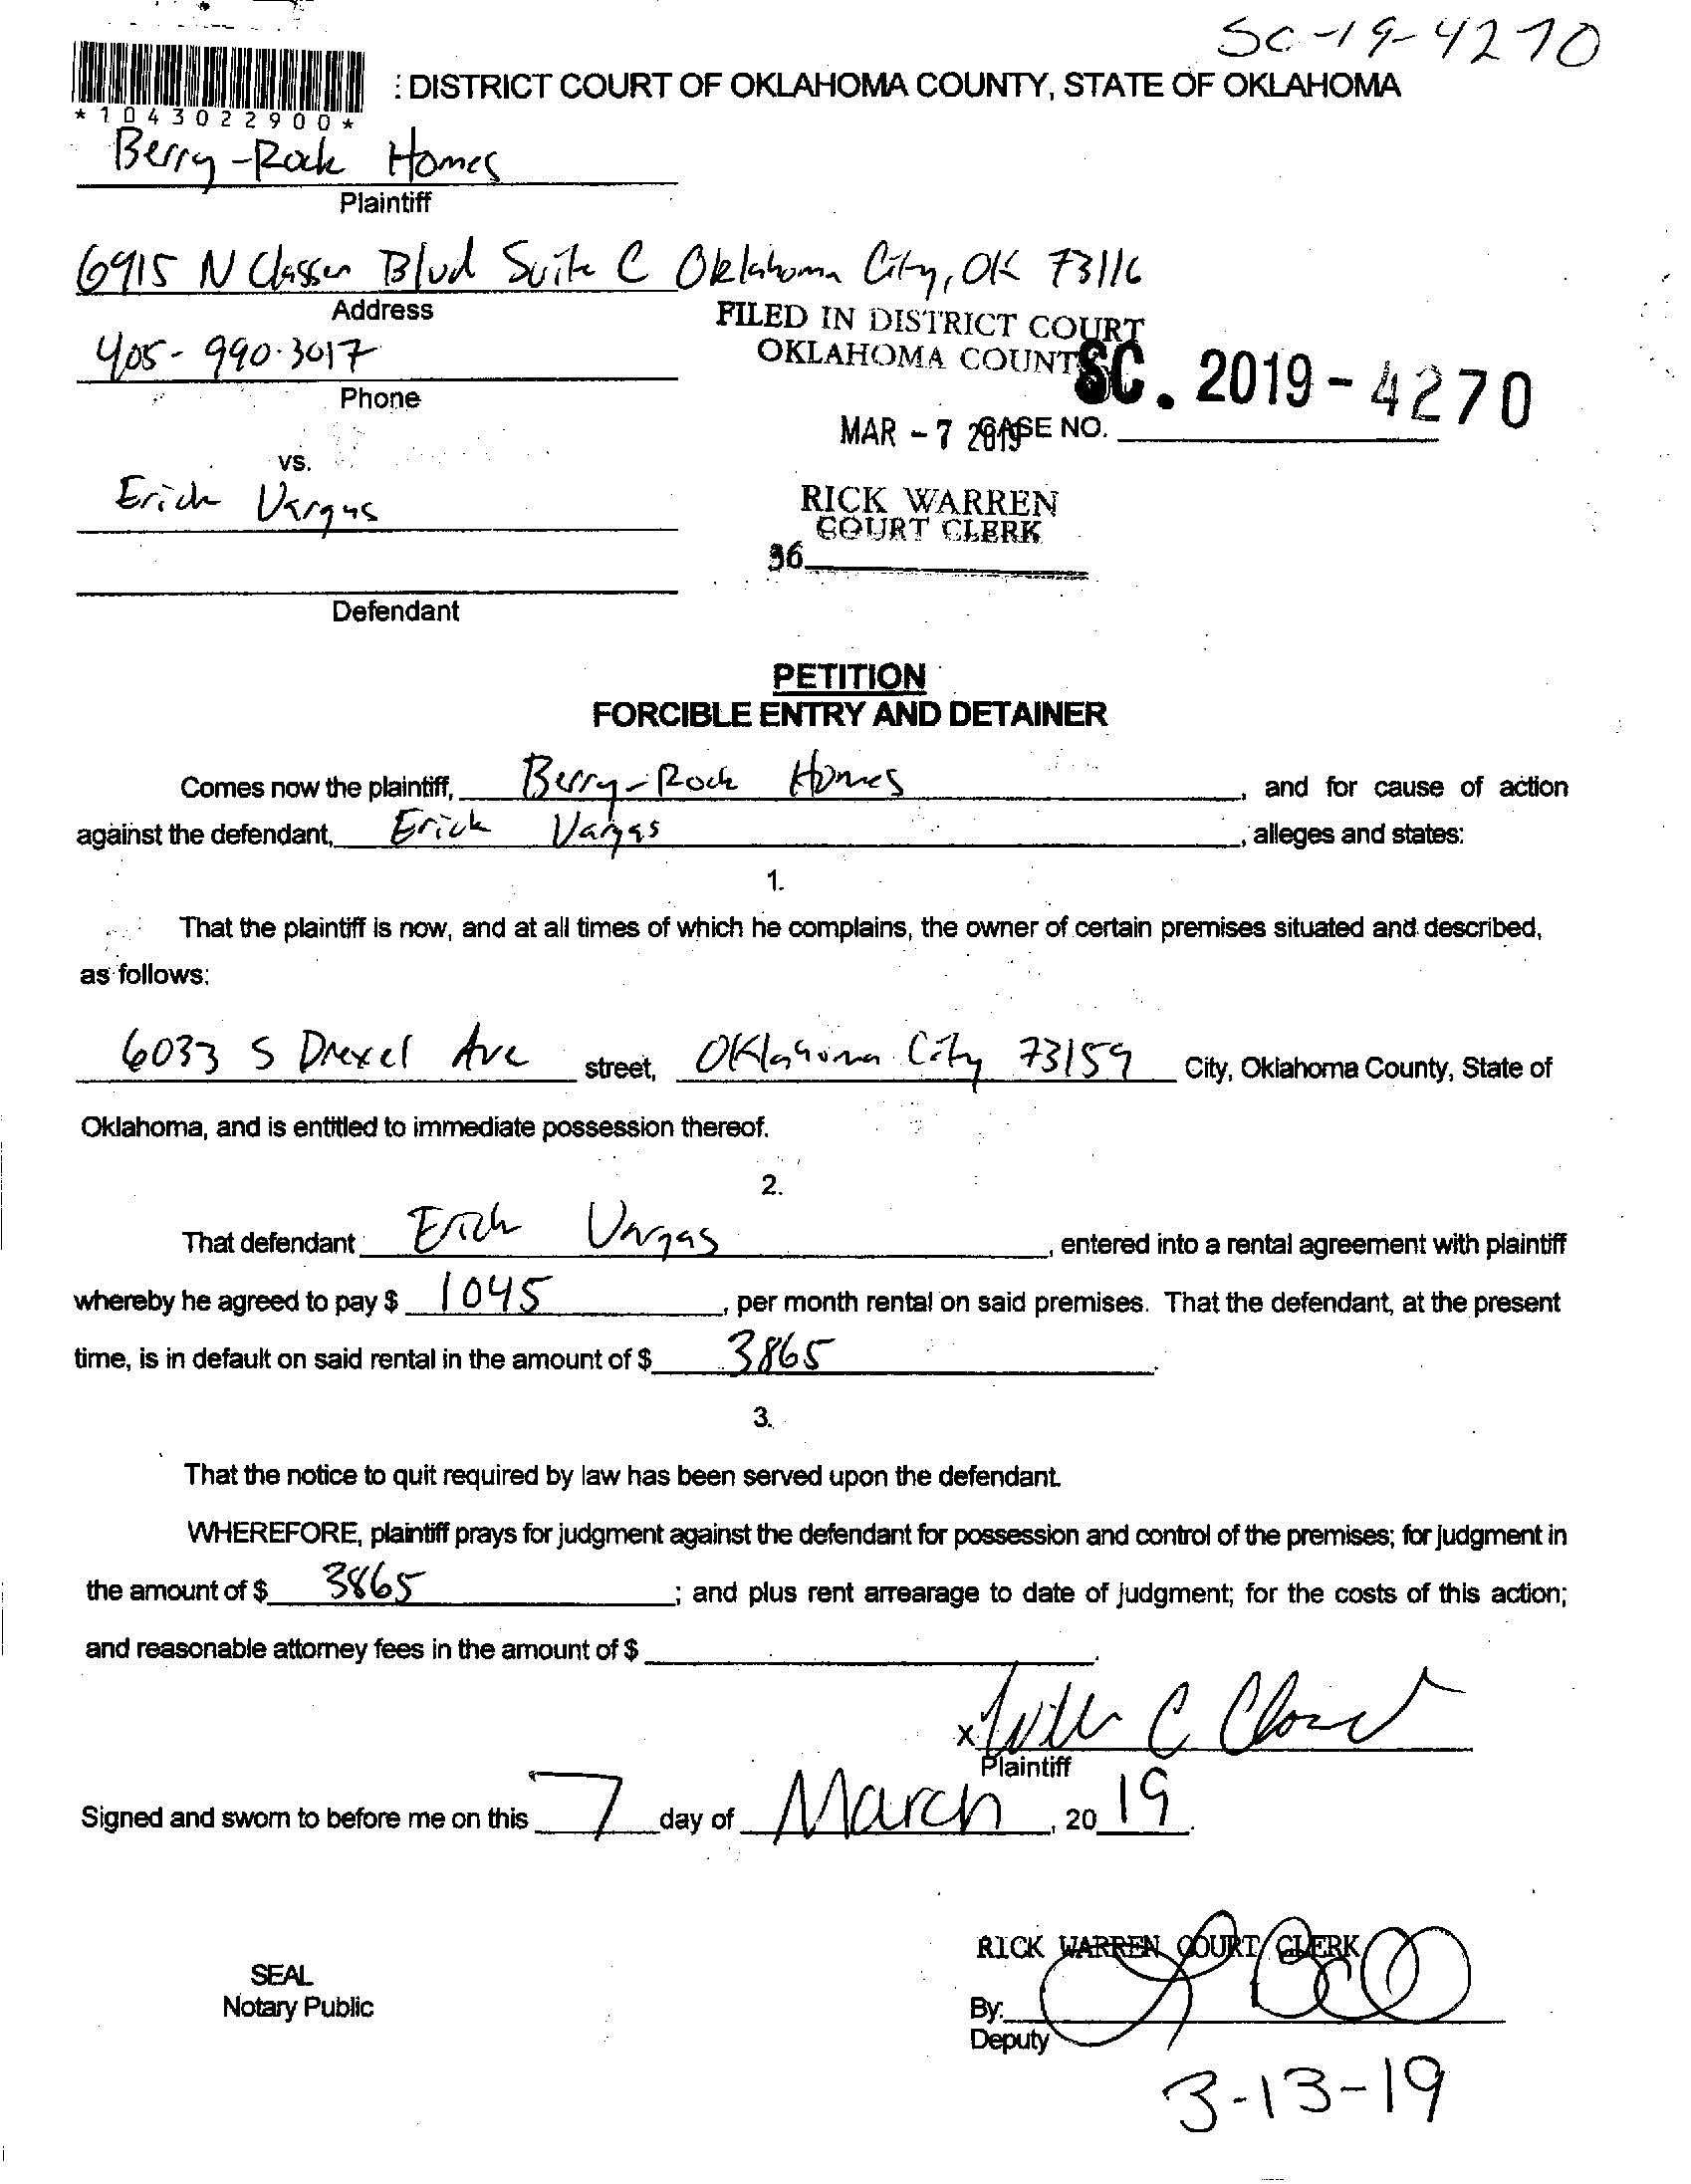 SC-19-4270
: DISTRICT COURT OF OKLAHOMA COUNTY, STATE OF OKLAHOMA
*1043022900*
Berry-Rock Homes
Plaintiff
6915 N Classen Blvd Suite C Oklahoma City, OK 73116
Address
FILED IN DISTRICT COURT
OKLAHOMA COUNTY
405-990-3017
SC. 2019-4270
Phone
MAR - 7 2019
CASE NO.
vs.
Erick Vargas
RICK WARREN
COURT CLERK
36
Defendant
PETITION
FORCIBLE ENTRY AND DETAINER
Comes now the plaintiff, Berry-Rock Homes, and for cause of action
against the defendant, Erick Vargas, alleges and states:
1.
That the plaintiff is now, and at all times of which he complains, the owner of certain premises situated and described,
as follows:
6033 S Drexel Ave street, Oklahoma City 73159 City, Oklahoma County, State of
Oklahoma, and is entitled to immediate possession thereof.
2.
That defendant Erick Vargas, entered into a rental agreement with plaintiff
whereby he agreed to pay $ 1045, per month rental on said premises. That the defendant, at the present
time, is in default on said rental in the amount of $ 3865.
3.
That the notice to quit required by law has been served upon the defendant.
WHEREFORE, plaintiff prays for judgment against the defendant for possession and control of the premises; for judgment in
the amount of $ 3865; and plus rent arrearage to date of judgment; for the costs of this action;
and reasonable attorney fees in the amount of $ .
x
Plaintiff
Signed and sworn to before me on this 7 day of March, 20 19.
RICK WARREN COURT CLERK
SEAL
Notary Public
By:
Deputy
3-13-19